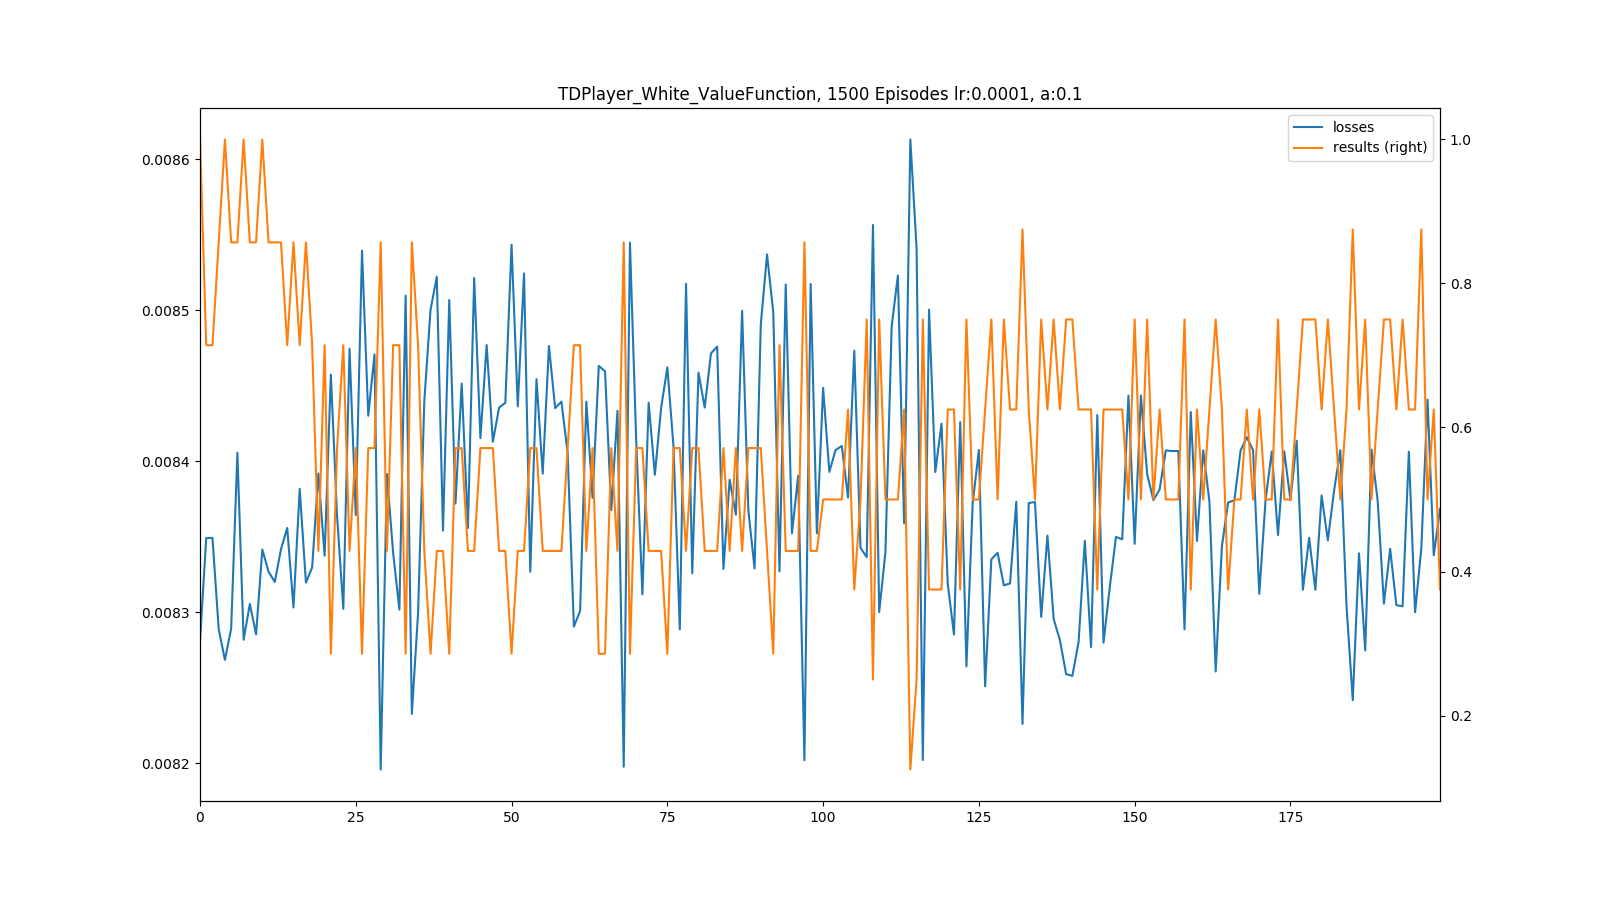 TDPlayer_White_ValueFunction, 1500 Episodes lr:0.0001, a:0.1
losses
results (right)
0.0086
0.0085
0.0084
0.0083
0.0082
1.0
0.8
0.6
0.4
0.2
0 25 50 75 100 125 150 175